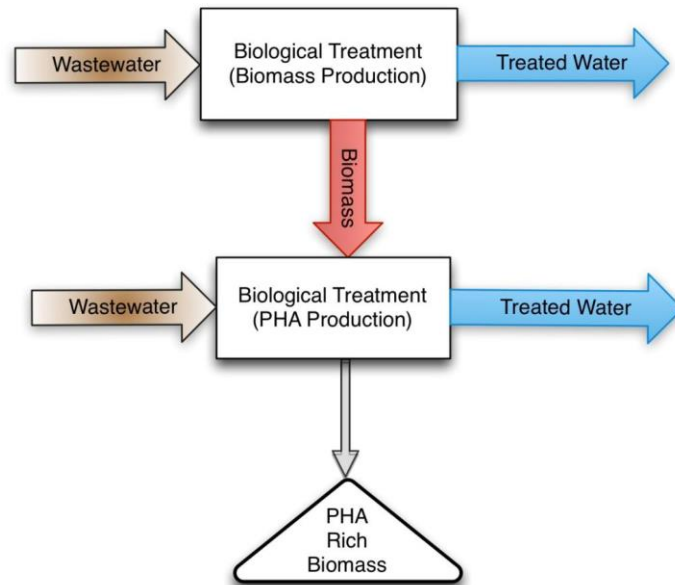 Wastewater
Biological Treatment
(Biomass Production)
Treated Water
Biomass
Wastewater
Biological Treatment
(PHA Production)
Treated Water
PHA
Rich
Biomass